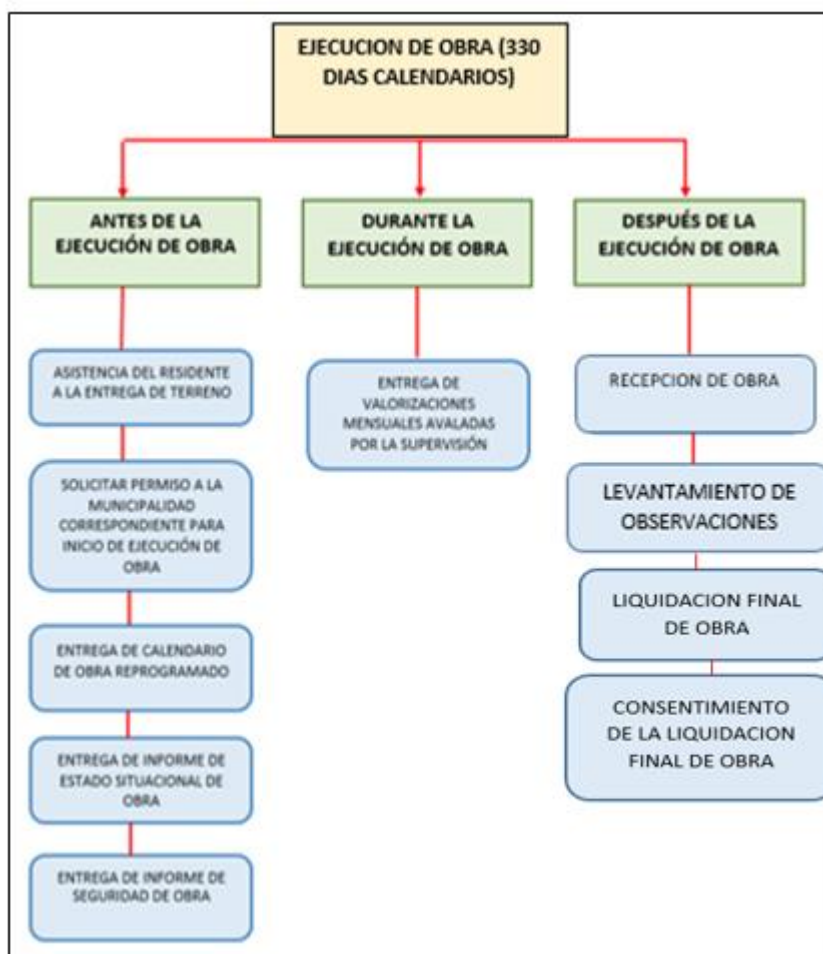 EJECUCION DE OBRA (330
DIAS CALENDARIOS)
ANTES DE LA
EJECUCIÓN DE OBRA
ASISTENCIA DEL RESIDENTE
A LA ENTREGA DE TERRENO
SOLICITAR PERMISO A LA
MUNICIPALIDAD
CORRESPONDIENTE PARA
INICIO DE EJECUCIÓN DE
OBRA
ENTREGA DE CALENDARIO
DE OBRA REPROGRAMADO
ENTREGA DE INFORME DE
ESTADO SITUACIONAL DE
OBRA
ENTREGA DE INFORME DE
SEGURIDAD DE OBRA
DURANTE LA
EJECUCIÓN DE OBRA
ENTREGA DE
VALORIZACIONES
MENSUALES AVALADAS
POR LA SUPERVISIÓN
DESPUÉS DE LA
EJECUCIÓN DE OBRA
RECEPCION DE OBRA
LEVANTAMIENTO DE
OBSERVACIONES
LIQUIDACION FINAL
DE OBRA
CONSENTIMIENTO
DE LA LIQUIDACION
FINAL DE OBRA